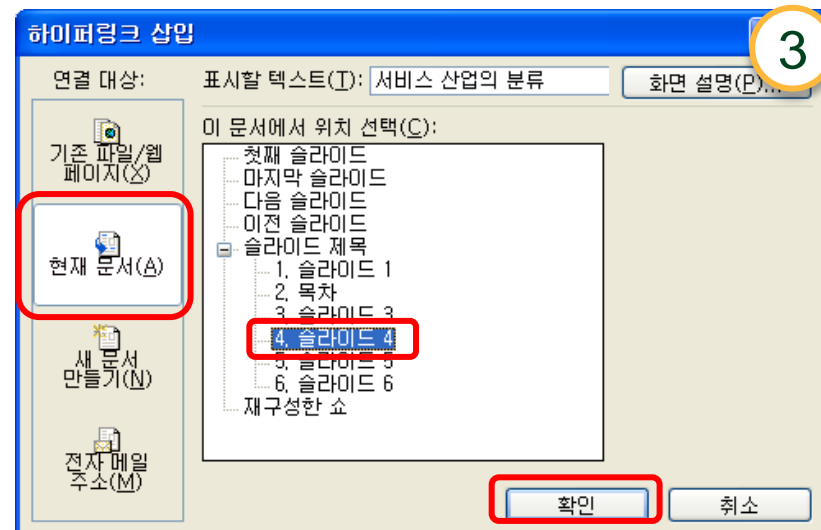 하이퍼링크 삽입
3
연결 대상:
표시할 텍스트(T): 서비스 산업의 분류
화면 설명(P)...
기존 파일/웹
페이지(X)
현재 문서(A)
새 문서
만들기(N)
전자 메일
주소(M)
이 문서에서 위치 선택(C):
첫째 슬라이드
마지막 슬라이드
다음 슬라이드
이전 슬라이드
슬라이드 제목
1. 슬라이드 1
2. 목차
3. 슬라이드 3
4. 슬라이드 4
5. 슬라이드 5
6. 슬라이드 6
재구성한 쇼
확인
취소